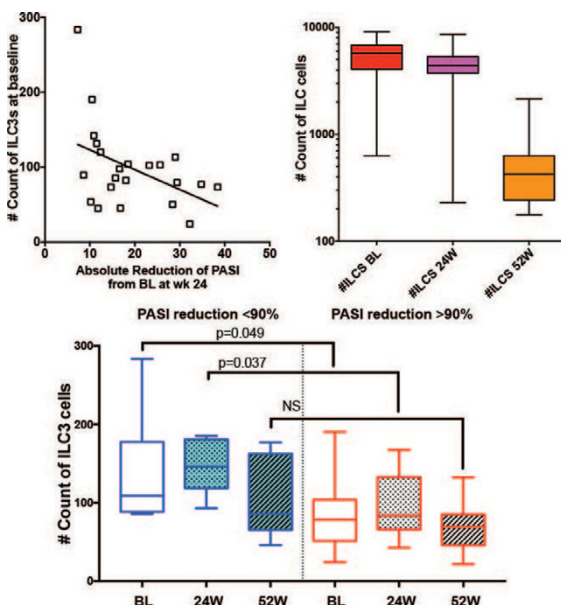 300
200
100
0
0
10
20
30
40
50
# Count of ILC3s at baseline
Absolute Reduction of PASI
from BL at wk 24
10000
1000
100
# Count of ILC cells
#ILCS BL
#ILCS 24W
#ILCS 52W
PASI reduction <90%
PASI reduction >90%
p=0.049
p=0.037
NS
300
200
100
0
# Count of ILC3 cells
BL
24W
52W
BL
24W
52W